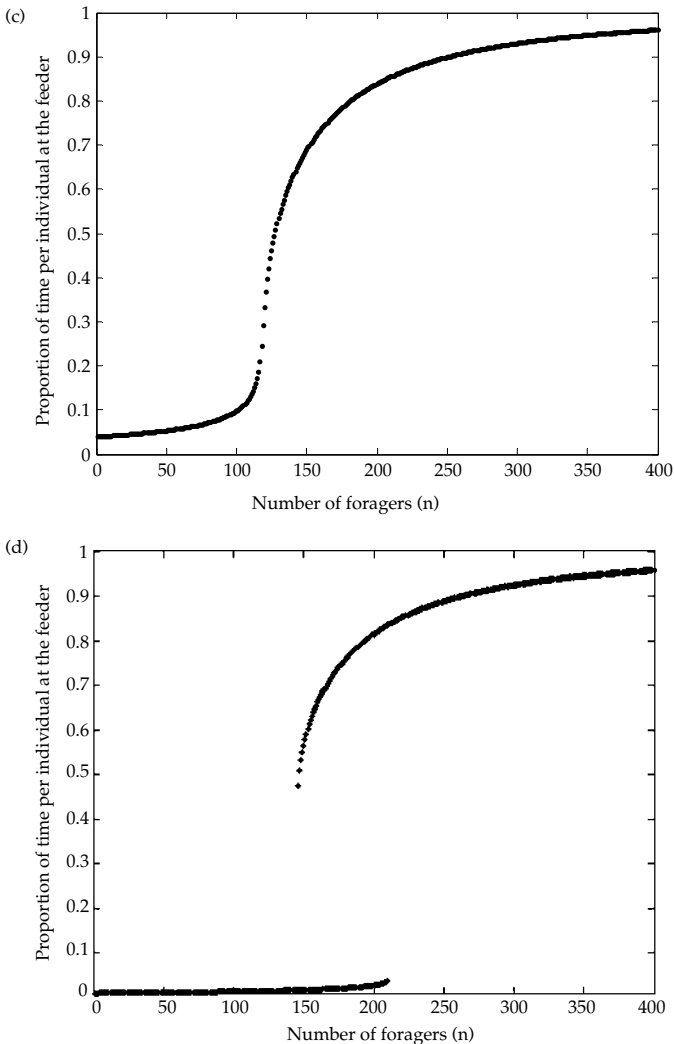 (c)
1
0.9
0.8
0.7
0.6
0.5
0.4
0.3
0.2
0.1
0
Proportion of time per individual at the feeder
0 50 100 150 200 250 300 350 400
Number of foragers (n)
(d)
1
0.9
0.8
0.7
0.6
0.5
0.4
0.3
0.2
0.1
0
Proportion of time per individual at the feeder
0 50 100 150 200 250 300 350 400
Number of foragers (n)